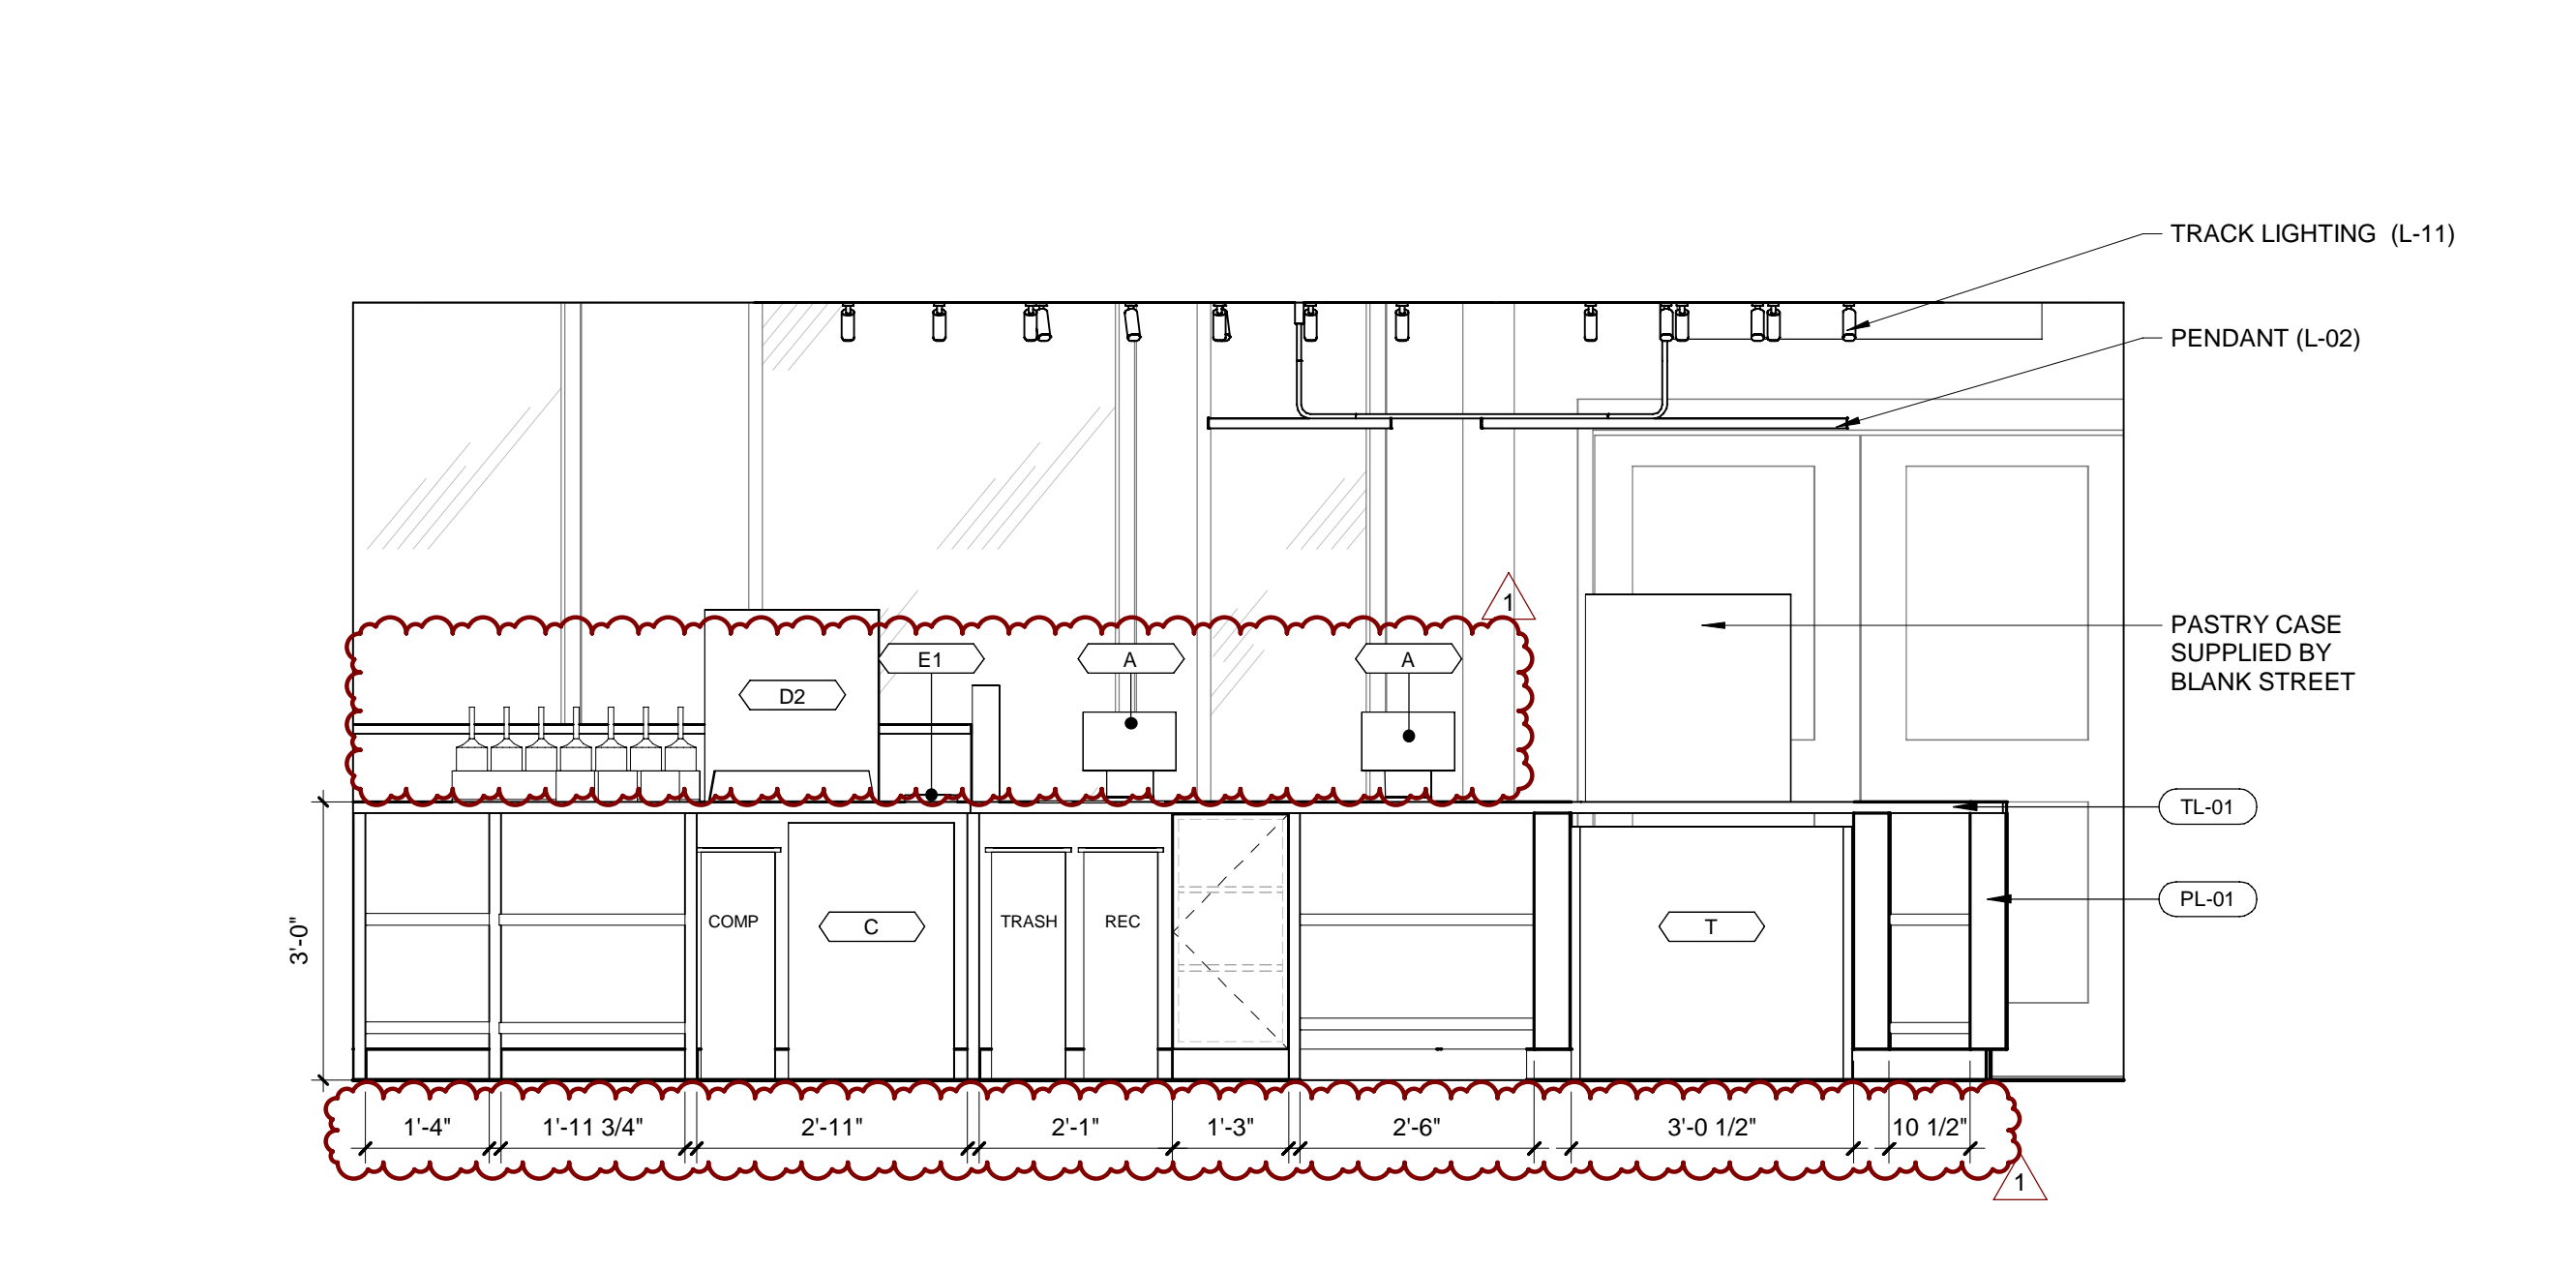 TRACK LIGHTING (L-11)
PENDANT (L-02)
1
PASTRY CASE
SUPPLIED BY
BLANK STREET
E1
A
A
D2
TL-01
PL-01
3'-0"
COMP
C
TRASH
REC
T
1'-4"
1'-11 3/4"
2'-11"
2'-1"
1'-3"
2'-6"
3'-0 1/2"
10 1/2"
1